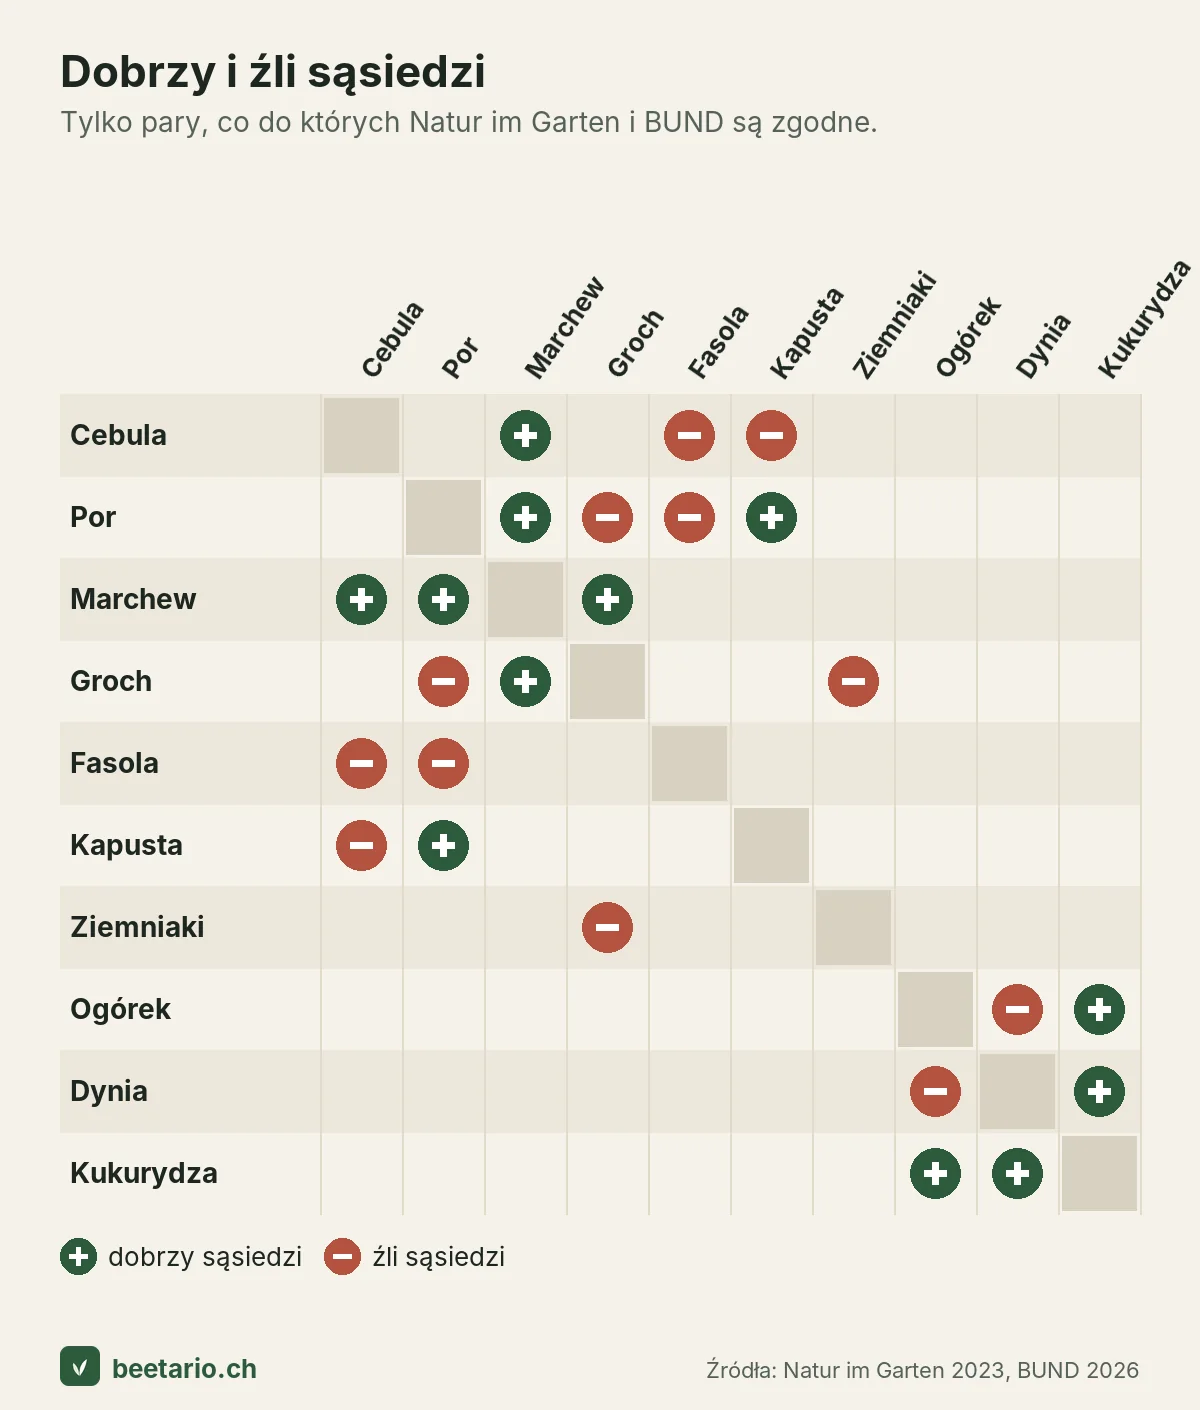 Dobrzy i źli sąsiedzi
Tylko pary, co do których Natur im Garten i BUND są zgodne.
Cebula
Por
Marchew
Groch
Fasola
Kapusta
Ziemniaki
Ogórek
Dynia
Kukurydza
Cebula
Por
Marchew
Groch
Fasola
Kapusta
Ziemniaki
Ogórek
Dynia
Kukurydza
dobrzy sąsiedzi
źli sąsiedzi
beetario.ch
Źródła: Natur im Garten 2023, BUND 2026